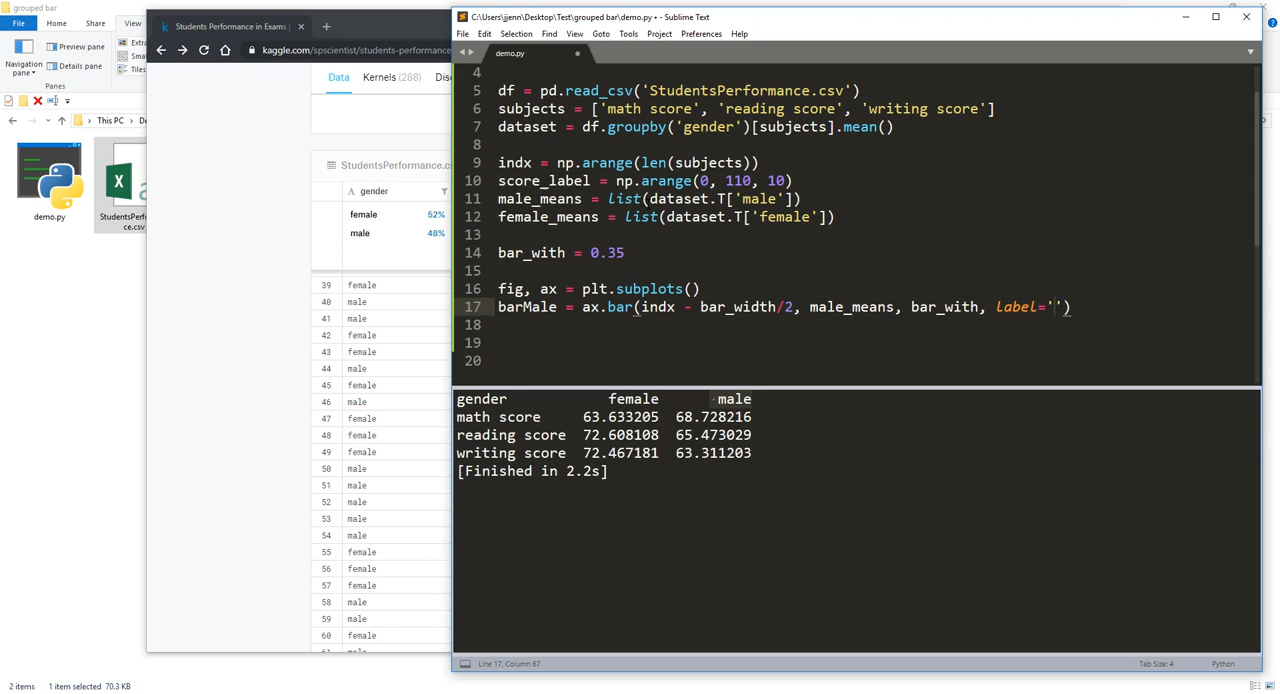 grouped bar
File Home Share View
Preview pane
Details pane
Navigation pane
Panes
Extra
Smal
Tiles
This PC De
demo.py
StudentsPerformance.csv
2 items 1 item selected 70.3 KB
Students Performance in Exams |
kaggle.com/spscientist/students-performance
Data Kernels (288) Disc
StudentsPerformance.cs
gender
female 52%
male 48%
39 female
40 male
41 male
42 female
43 female
44 male
45 female
46 male
47 female
48 female
49 female
50 male
51 male
52 male
53 male
54 male
55 female
56 female
57 female
58 male
59 male
60 female
61 male
C:\Users\jjenn\Desktop\Test\grouped bar\demo.py • - Sublime Text
File Edit Selection Find View Goto Tools Project Preferences Help
demo.py
4
5 df = pd.read_csv('StudentsPerformance.csv')
6 subjects = ['math score', 'reading score', 'writing score']
7 dataset = df.groupby('gender')[subjects].mean()
8
9 indx = np.arange(len(subjects))
10 score_label = np.arange(0, 110, 10)
11 male_means = list(dataset.T['male'])
12 female_means = list(dataset.T['female'])
13
14 bar_with = 0.35
15
16 fig, ax = plt.subplots()
17 barMale = ax.bar(indx - bar_width/2, male_means, bar_with, label='')
18
19
20
gender female male
math score 63.633205 68.728216
reading score 72.608108 65.473029
writing score 72.467181 63.311203
[Finished in 2.2s]
Line 17, Column 67 Tab Size: 4 Python